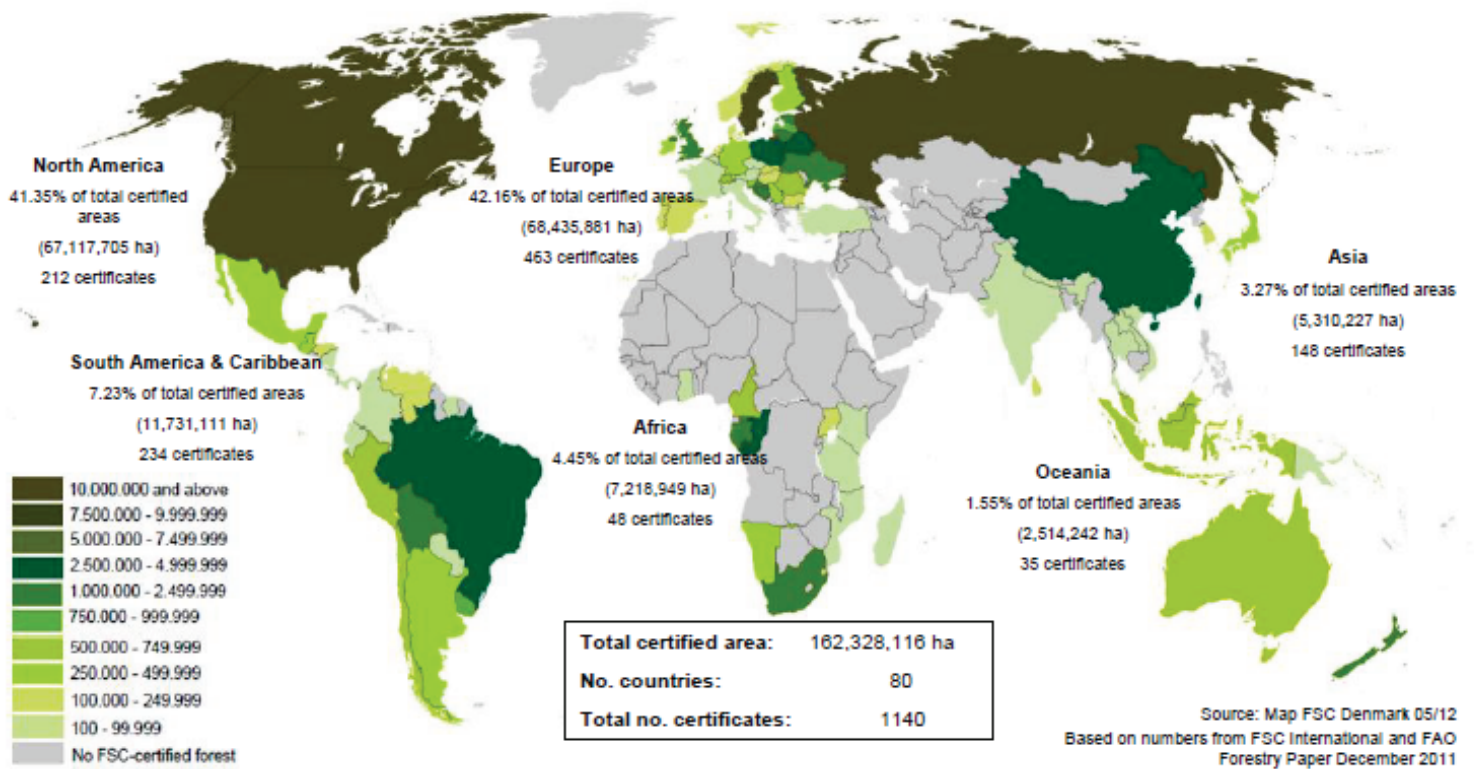 North America
41.35% of total certified
areas
(67,117,705 ha)
212 certificates
Europe
42.16% of total certified areas
(68,435,881 ha)
463 certificates
Asia
3.27% of total certified areas
(5,310,227 ha)
148 certificates
South America & Caribbean
7.23% of total certified areas
(11,731,111 ha)
234 certificates
Africa
4.45% of total certified areas
(7,218,949 ha)
48 certificates
Oceania
1.55% of total certified areas
(2,514,242 ha)
35 certificates
10.000.000 and above
7.500.000 - 9.999.999
5.000.000 - 7.499.999
2.500.000 - 4.999.999
1.000.000 - 2.499.999
750.000 - 999.999
500.000 - 749.999
250.000 - 499.999
100.000 - 249.999
100 - 99.999
No FSC-certified forest
Total certified area: 162,328,116 ha
No. countries: 80
Total no. certificates: 1140
Source: Map FSC Denmark 05/12
Based on numbers from FSC International and FAO
Forestry Paper December 2011